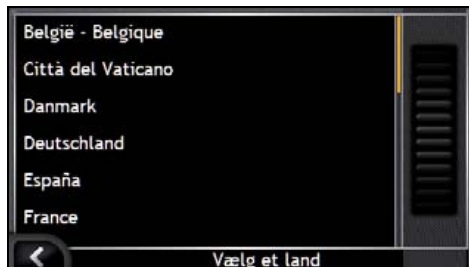 België - Belgique
Città del Vaticano
Danmark
Deutschland
España
France
Vælg et land